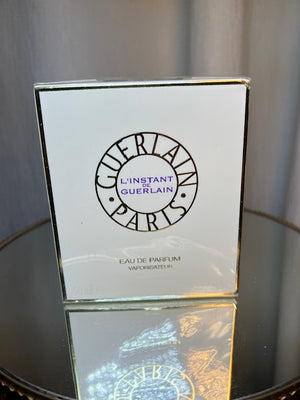 GUERLAIN
L'INSTANT
DE
GUERLAIN
PARIS
EAU DE PARFUM
VAPORISATEUR